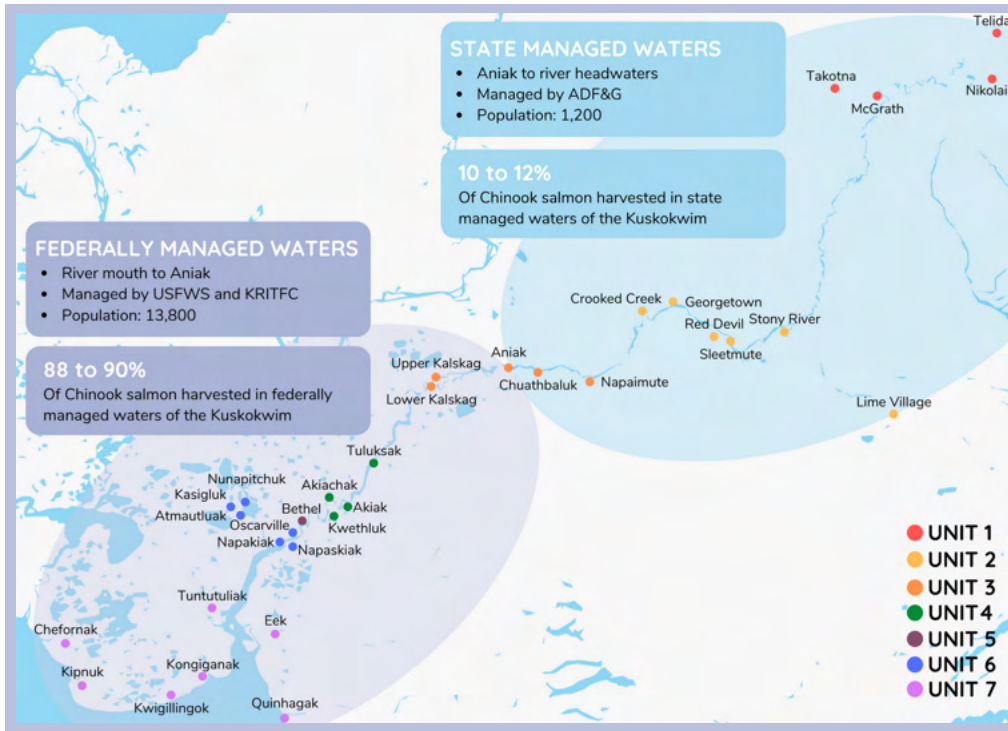 STATE MANAGED WATERS
• Aniak to river headwaters
• Managed by ADF&G
• Population: 1,200
10 to 12%
Of Chinook salmon harvested in state
managed waters of the Kuskokwim
FEDERALLY MANAGED WATERS
• River mouth to Aniak
• Managed by USFWS and KRITFC
• Population: 13,800
88 to 90%
Of Chinook salmon harvested in federally
managed waters of the Kuskokwim
Telida
Takotna
Nikolai
McGrath
Crooked Creek
Georgetown
Red Devil
Stony River
Sleetmute
Upper Kalskag
Aniak
Chuathbaluk
Napaimute
Lower Kalskag
Lime Village
Tuluksak
Nunapitchuk
Akiachak
Kasigluk
Bethel
Akiak
Atmautluak
Oscarville
Kwethluk
Napakiak
Napaskiak
Tuntutuliak
Eek
Chefornak
Kongiganak
Kipnuk
Kwigillingok
Quinhagak
UNIT 1
UNIT 2
UNIT 3
UNIT4
UNIT 5
UNIT 6
UNIT 7